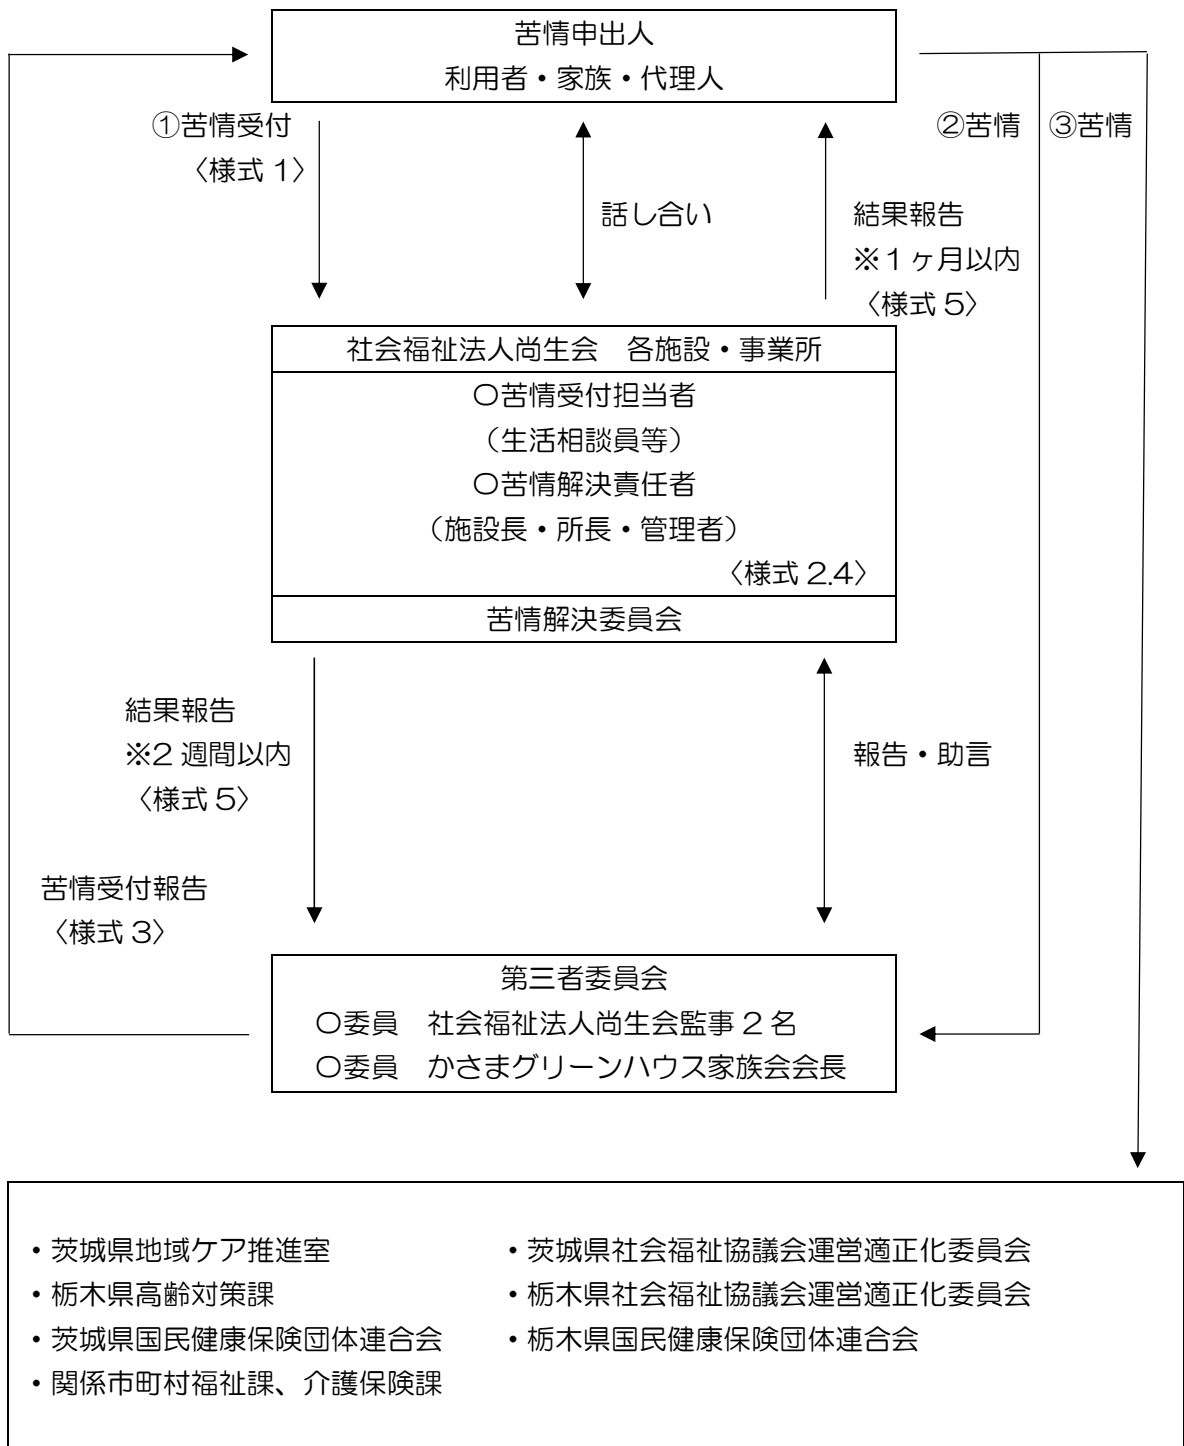 苦情申出人
利用者・家族・代理人
①苦情受付
〈様式 1〉
話し合い
結果報告
※1ヶ月以内
〈様式 5〉
②苦情
③苦情
社会福祉法人尚生会　各施設・事業所
〇苦情受付担当者
（生活相談員等）
〇苦情解決責任者
（施設長・所長・管理者）
〈様式 2.4〉
苦情解決委員会
結果報告
※2 週間以内
〈様式 5〉
報告・助言
苦情受付報告
〈様式 3〉
第三者委員会
〇委員　社会福祉法人尚生会監事 2 名
〇委員　かさまグリーンハウス家族会会長
・茨城県地域ケア推進室
・茨城県社会福祉協議会運営適正化委員会
・栃木県高齢対策課
・栃木県社会福祉協議会運営適正化委員会
・茨城県国民健康保険団体連合会
・栃木県国民健康保険団体連合会
・関係市町村福祉課、介護保険課